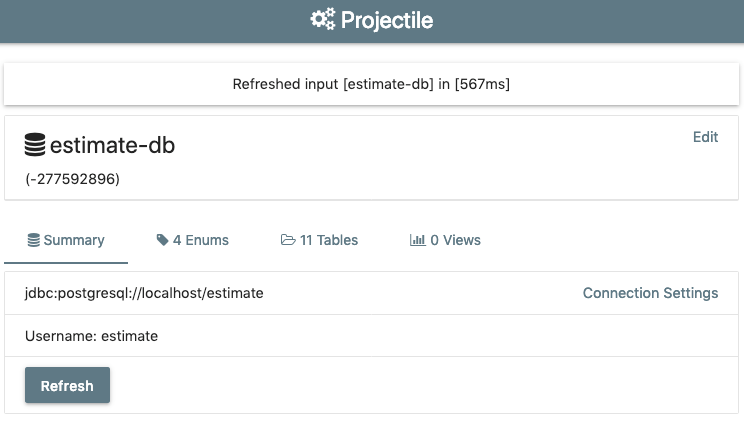 Projectile
Refreshed input [estimate-db] in [567ms]
estimate-db
Edit
(-277592896)
Summary
4 Enums
11 Tables
0 Views
jdbc:postgresql://localhost/estimate
Connection Settings
Username: estimate
Refresh